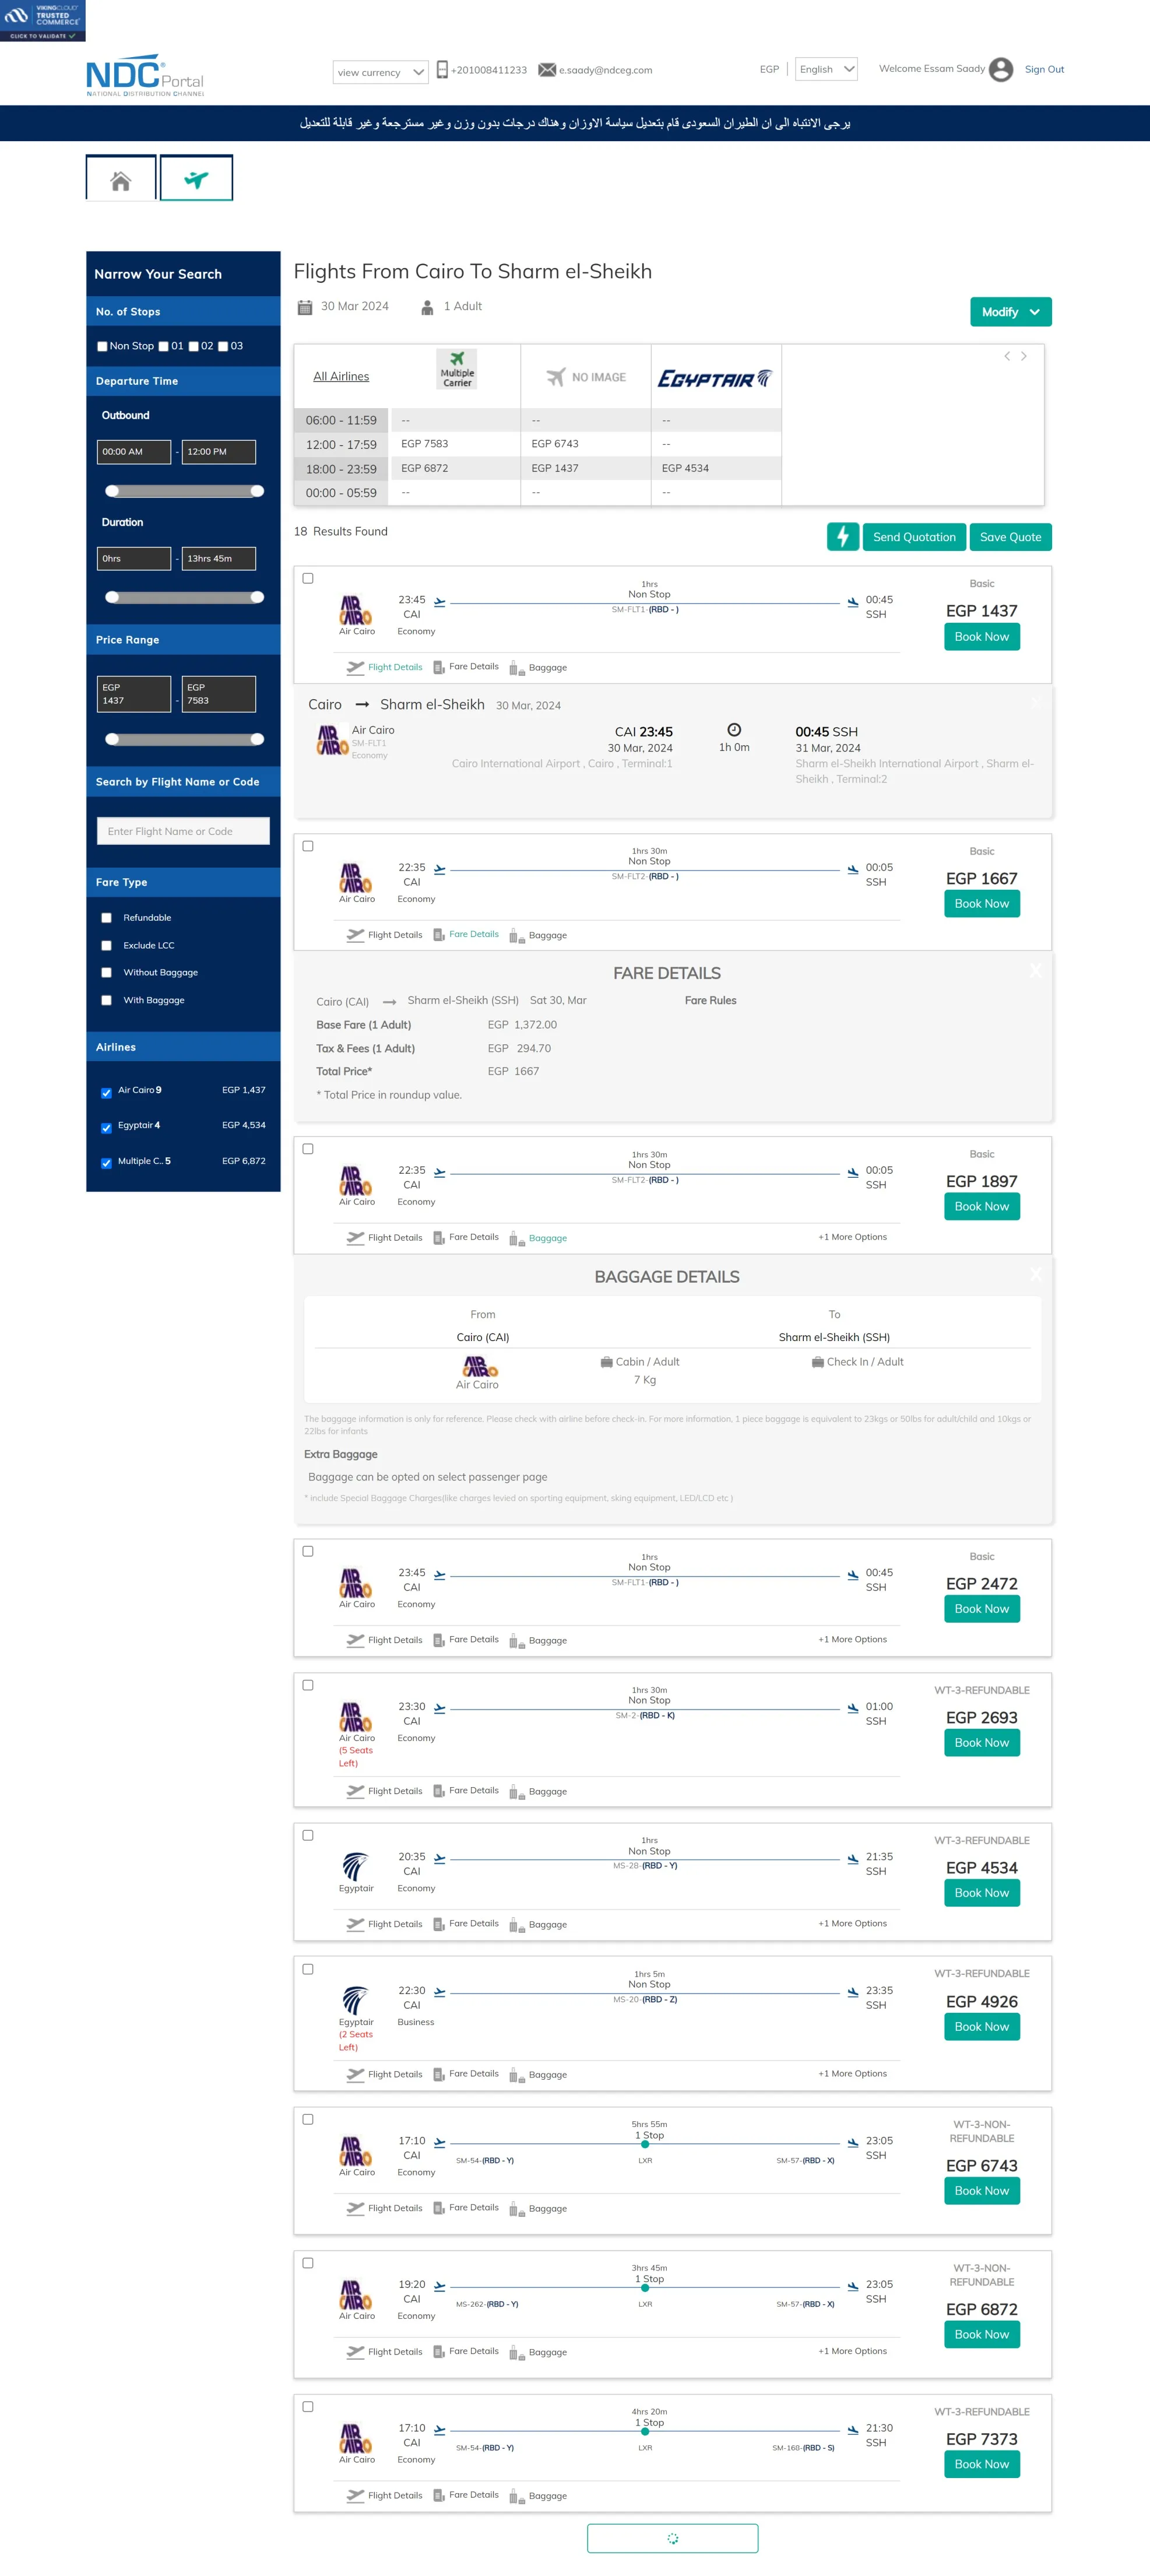 VIKINGCLOUD
TRUSTED
COMMERCE
CLICK TO VALIDATE
NDC Portal
NATIONAL DISTRIBUTION CHANNEL
view currency
+201008411233
e.saady@ndceg.com
EGP
English
Welcome Essam Saady
Sign Out
يرجى الانتباه الى ان الطيران السعودى قام بتعديل سياسة الاوزان وهناك درجات بدون وزن وغير مسترجعة وغير قابلة للتعديل
Narrow Your Search
No. of Stops
Non Stop 01 02 03
Departure Time
Outbound
00:00 AM - 12:00 PM
Duration
0hrs - 13hrs 45m
Price Range
EGP 1437 - EGP 7583
Search by Flight Name or Code
Enter Flight Name or Code
Fare Type
Refundable
Exclude LCC
Without Baggage
With Baggage
Airlines
Air Cairo 9 EGP 1,437
Egyptair 4 EGP 4,534
Multiple C.. 5 EGP 6,872
Flights From Cairo To Sharm el-Sheikh
30 Mar 2024 1 Adult
Modify
All Airlines Multiple Carrier NO IMAGE EGYPTAIR
< >
06:00 - 11:59 -- -- --
12:00 - 17:59 EGP 7583 EGP 6743 --
18:00 - 23:59 EGP 6872 EGP 1437 EGP 4534
00:00 - 05:59 -- -- --
18 Results Found
Send Quotation
Save Quote
AIR CAIRO
Air Cairo
23:45
CAI
Economy
1hrs
Non Stop
SM-FLT1-(RBD - )
00:45
SSH
Basic
EGP 1437
Book Now
Flight Details Fare Details Baggage
Cairo → Sharm el-Sheikh 30 Mar, 2024
X
AIR CAIRO
Air Cairo
SM-FLT1
Economy
CAI 23:45
30 Mar, 2024
Cairo International Airport , Cairo , Terminal:1
1h 0m
00:45 SSH
31 Mar, 2024
Sharm el-Sheikh International Airport , Sharm el-
Sheikh , Terminal:2
AIR CAIRO
Air Cairo
22:35
CAI
Economy
1hrs 30m
Non Stop
SM-FLT2-(RBD - )
00:05
SSH
Basic
EGP 1667
Book Now
Flight Details Fare Details Baggage
FARE DETAILS
X
Cairo (CAI) → Sharm el-Sheikh (SSH) Sat 30, Mar
Fare Rules
Base Fare (1 Adult) EGP 1,372.00
Tax & Fees (1 Adult) EGP 294.70
Total Price* EGP 1667
* Total Price in roundup value.
AIR CAIRO
Air Cairo
22:35
CAI
Economy
1hrs 30m
Non Stop
SM-FLT2-(RBD - )
00:05
SSH
Basic
EGP 1897
Book Now
Flight Details Fare Details Baggage +1 More Options
BAGGAGE DETAILS
X
From To
Cairo (CAI) Sharm el-Sheikh (SSH)
AIR CAIRO
Air Cairo
Cabin / Adult
7 Kg
Check In / Adult
The baggage information is only for reference. Please check with airline before check-in. For more information, 1 piece baggage is equivalent to 23kgs or 50lbs for adult/child and 10kgs or
22lbs for infants
Extra Baggage
Baggage can be opted on select passenger page
* include Special Baggage Charges(like charges levied on sporting equipment, sking equipment, LED/LCD etc )
AIR CAIRO
Air Cairo
23:45
CAI
Economy
1hrs
Non Stop
SM-FLT1-(RBD - )
00:45
SSH
Basic
EGP 2472
Book Now
Flight Details Fare Details Baggage +1 More Options
AIR CAIRO
Air Cairo
(5 Seats
Left)
23:30
CAI
Economy
1hrs 30m
Non Stop
SM-2-(RBD - K)
01:00
SSH
WT-3-REFUNDABLE
EGP 2693
Book Now
Flight Details Fare Details Baggage
Egyptair
20:35
CAI
Economy
1hrs
Non Stop
MS-28-(RBD - Y)
21:35
SSH
WT-3-REFUNDABLE
EGP 4534
Book Now
Flight Details Fare Details Baggage +1 More Options
Egyptair
(2 Seats
Left)
22:30
CAI
Business
1hrs 5m
Non Stop
MS-20-(RBD - Z)
23:35
SSH
WT-3-REFUNDABLE
EGP 4926
Book Now
Flight Details Fare Details Baggage +1 More Options
AIR CAIRO
Air Cairo
17:10
CAI
Economy
5hrs 55m
1 Stop
SM-54-(RBD - Y) LXR SM-57-(RBD - X)
23:05
SSH
WT-3-NON-
REFUNDABLE
EGP 6743
Book Now
Flight Details Fare Details Baggage
AIR CAIRO
Air Cairo
19:20
CAI
Economy
3hrs 45m
1 Stop
MS-262-(RBD - Y) LXR SM-57-(RBD - X)
23:05
SSH
WT-3-NON-
REFUNDABLE
EGP 6872
Book Now
Flight Details Fare Details Baggage +1 More Options
AIR CAIRO
Air Cairo
17:10
CAI
Economy
4hrs 20m
1 Stop
SM-54-(RBD - Y) LXR SM-160-(RBD - S)
21:30
SSH
WT-3-REFUNDABLE
EGP 7373
Book Now
Flight Details Fare Details Baggage